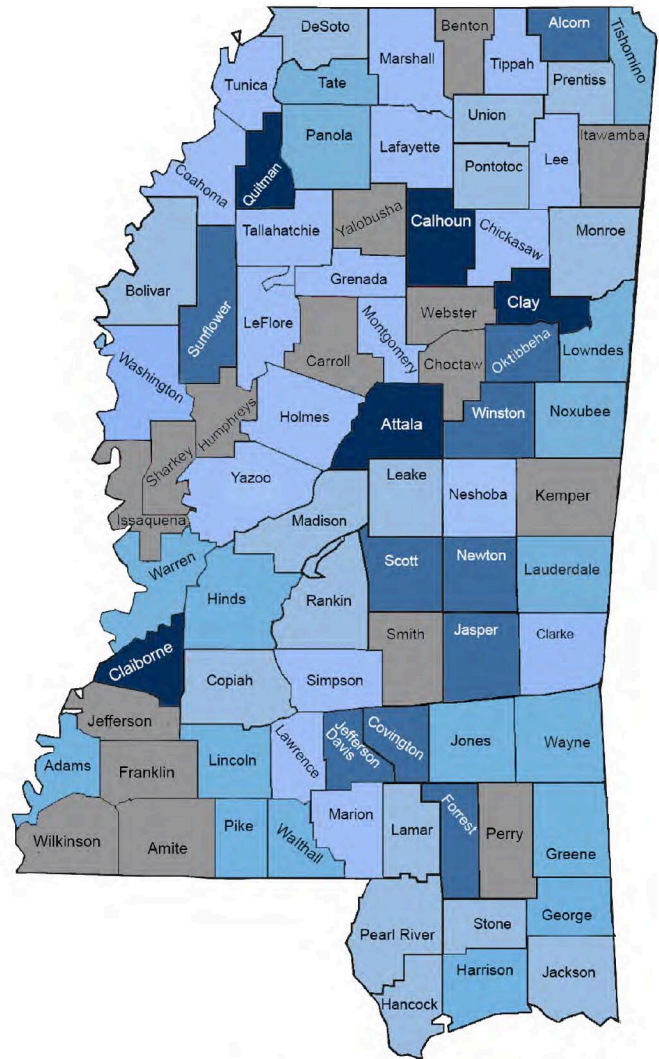 DeSoto
Benton
Alcorn
Tishomino
Marshall
Tippah
Tunica
Tate
Prentiss
Union
Panola
Lafayette
Itawamba
Pontotoc
Lee
Coahoma
Quitman
Yalobusha
Calhoun
Chickasaw
Monroe
Tallahatchie
Grenada
Bolivar
Sunflower
LeFlore
Montgomery
Webster
Clay
Carroll
Choctaw
Oktibbeha
Lowndes
Washington
Humphreys
Holmes
Attala
Winston
Noxubee
Sharkey
Yazoo
Leake
Neshoba
Kemper
Issaquena
Madison
Warren
Scott
Newton
Lauderdale
Hinds
Rankin
Smith
Jasper
Clarke
Claiborne
Copiah
Simpson
Jefferson
Lawrence
Jefferson
Davis
Covington
Jones
Wayne
Adams
Franklin
Lincoln
Wilkinson
Amite
Pike
Walthall
Marion
Lamar
Forrest
Perry
Greene
Pearl River
Stone
George
Harrison
Jackson
Hancock